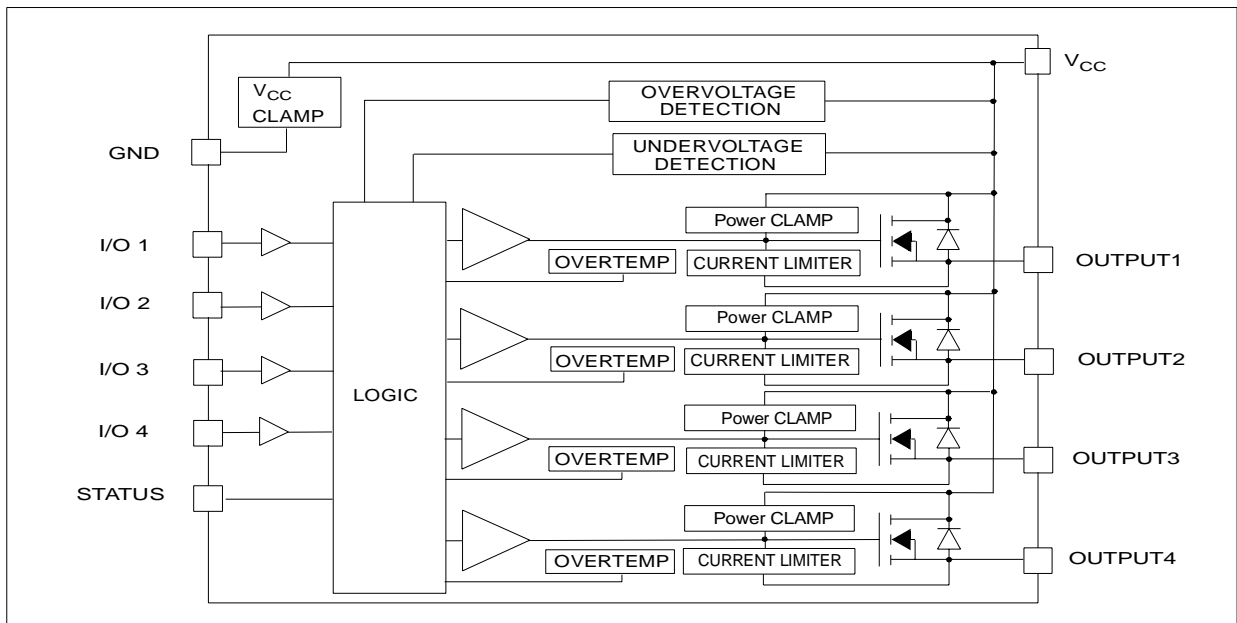 VCC
VCC
CLAMP
OVERVOLTAGE
DETECTION
GND
UNDERVOLTAGE
DETECTION
Power CLAMP
I/O 1
OVERTEMP
CURRENT LIMITER
OUTPUT1
I/O 2
Power CLAMP
OVERTEMP
CURRENT LIMITER
OUTPUT2
I/O 3
LOGIC
Power CLAMP
I/O 4
OVERTEMP
CURRENT LIMITER
OUTPUT3
STATUS
Power CLAMP
OVERTEMP
CURRENT LIMITER
OUTPUT4